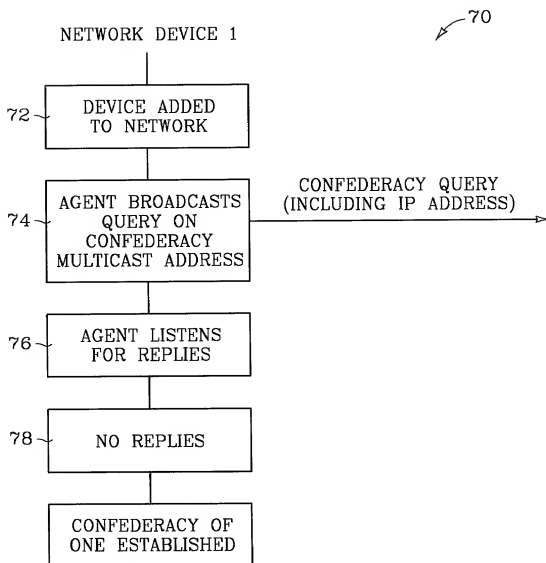 70
NETWORK DEVICE 1
72
DEVICE ADDED
TO NETWORK
74
AGENT BROADCASTS
QUERY ON
CONFEDERACY
MULTICAST ADDRESS
CONFEDERACY QUERY
(INCLUDING IP ADDRESS)
76
AGENT LISTENS
FOR REPLIES
78
NO REPLIES
CONFEDERACY OF
ONE ESTABLISHED